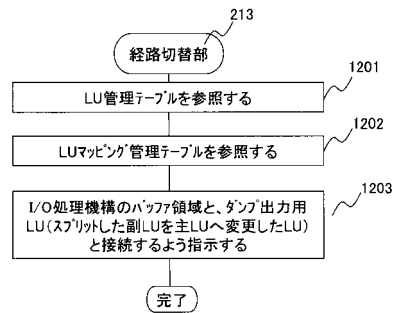 213
経路切替部
1201
LU管理テーブルを参照する
1202
LUマッピング管理テーブルを参照する
1203
I/O処理機構のバッファ領域と、ダンプ出力用
LU(スプリットした副LUを主LUへ変更したLU)
と接続するよう指示する
完了